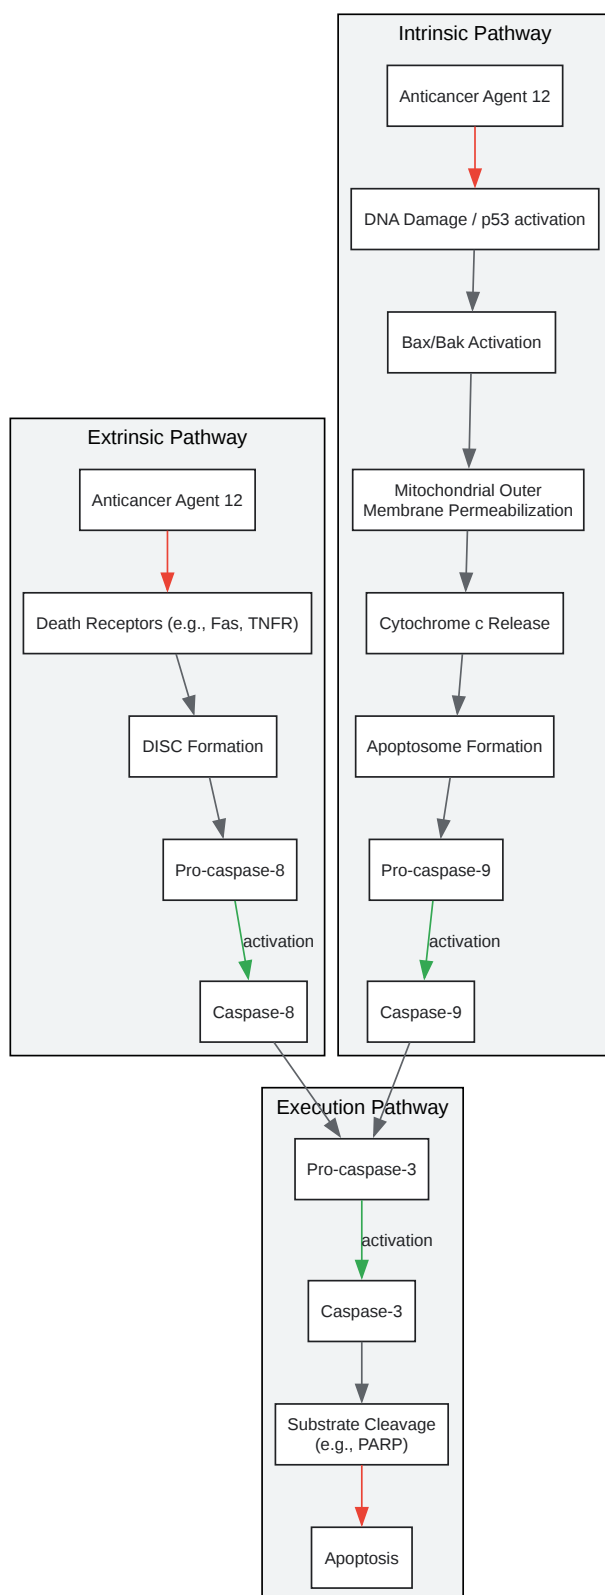 Intrinsic Pathway
Anticancer Agent 12
DNA Damage / p53 activation
Bax/Bak Activation
Mitochondrial Outer
Membrane Permeabilization
Cytochrome c Release
Apoptosome Formation
Pro-caspase-9
activation
Caspase-9
Extrinsic Pathway
Anticancer Agent 12
Death Receptors (e.g., Fas, TNFR)
DISC Formation
Pro-caspase-8
activation
Caspase-8
Execution Pathway
Pro-caspase-3
activation
Caspase-3
Substrate Cleavage
(e.g., PARP)
Apoptosis